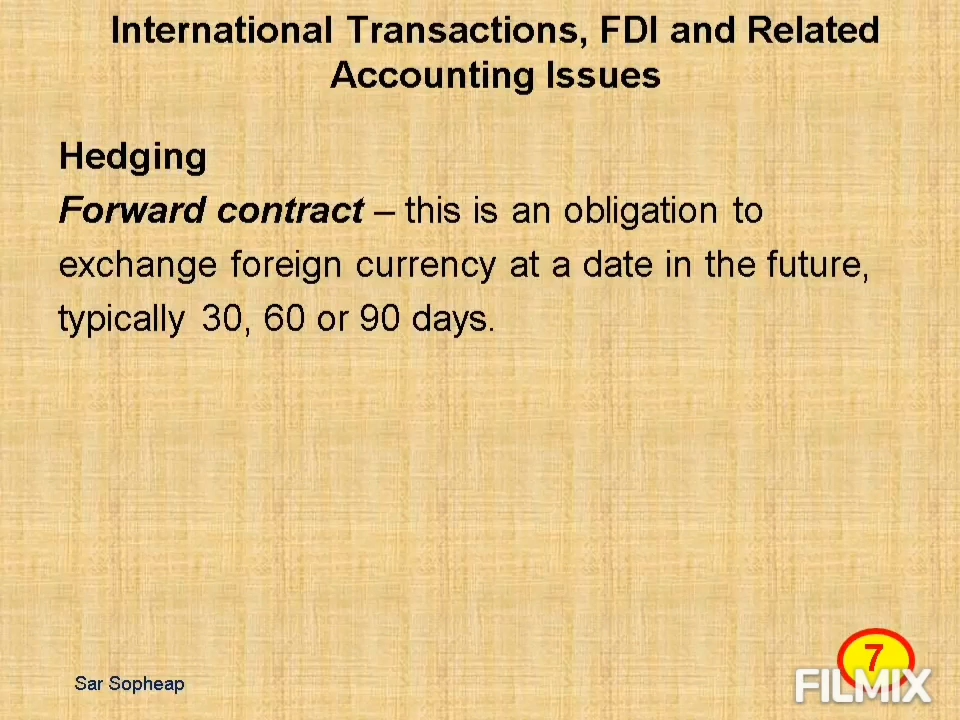 International Transactions, FDI and Related
Accounting Issues
Hedging
Forward contract – this is an obligation to
exchange foreign currency at a date in the future,
typically 30, 60 or 90 days.
7
Sar Sopheap
FILMIX